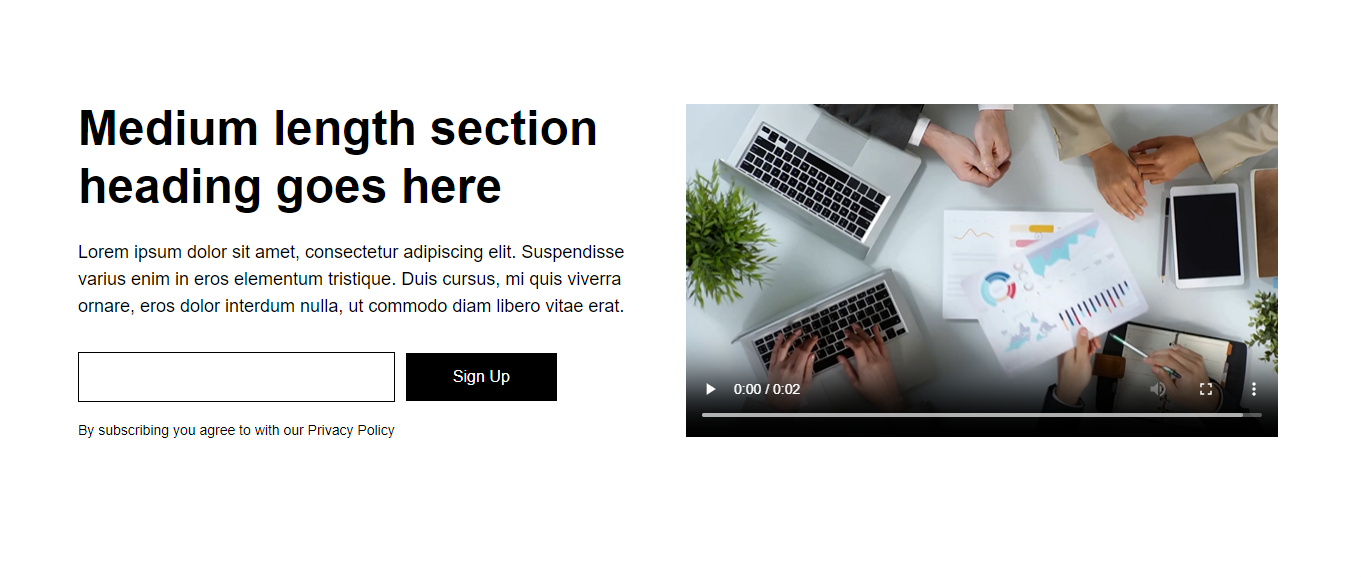 Medium length section
heading goes here
Lorem ipsum dolor sit amet, consectetur adipiscing elit. Suspendisse
varius enim in eros elementum tristique. Duis cursus, mi quis viverra
ornare, eros dolor interdum nulla, ut commodo diam libero vitae erat.
Sign Up
By subscribing you agree to with our Privacy Policy
0:00 / 0:02